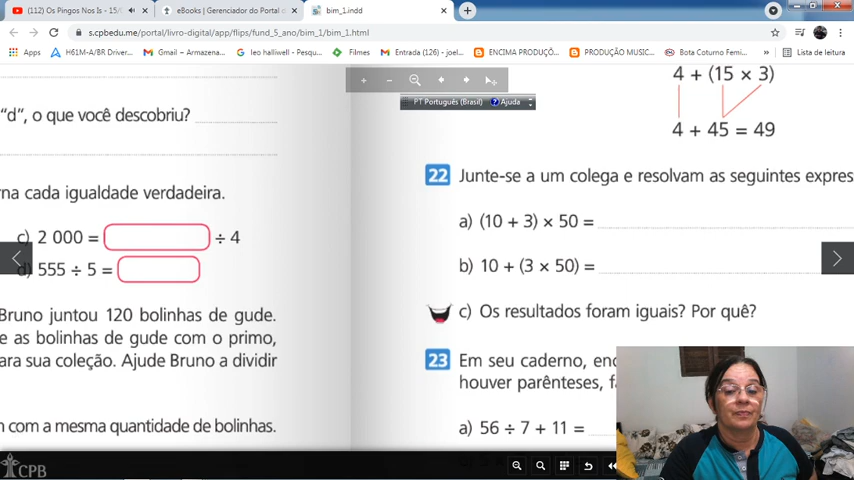 (112) Os Pingos Nos Is - 15/0
eBooks | Gerenciador do Portal d
bim_1.indd
s.cpbedu.me/portal/livro-digital/app/flips/fund_5_ano/bim_1/bim_1.html
Apps
H61M-A/BR Driver...
Gmail – Armazena...
leo halliwell - Pesqu...
Filmes
Entrada (126) - joel...
ENCIMA PRODUÇÕ...
PRODUÇÃO MUSIC...
Bota Coturno Femi...
Lista de leitura
PT Português (Brasil)
Ajuda
"d", o que você descobriu?
rna cada igualdade verdadeira.
c) 2 000 = ÷ 4
d) 555 ÷ 5 =
Bruno juntou 120 bolinhas de gude.
e as bolinhas de gude com o primo,
ara sua coleção. Ajude Bruno a dividir
n com a mesma quantidade de bolinhas.
CPB
4 + (15 × 3)
4 + 45 = 49
22 Junte-se a um colega e resolvam as seguintes expres
a) (10 + 3) × 50 =
b) 10 + (3 × 50) =
c) Os resultados foram iguais? Por quê?
23 Em seu caderno, enc
houver parênteses, fa
a) 56 ÷ 7 + 11 =